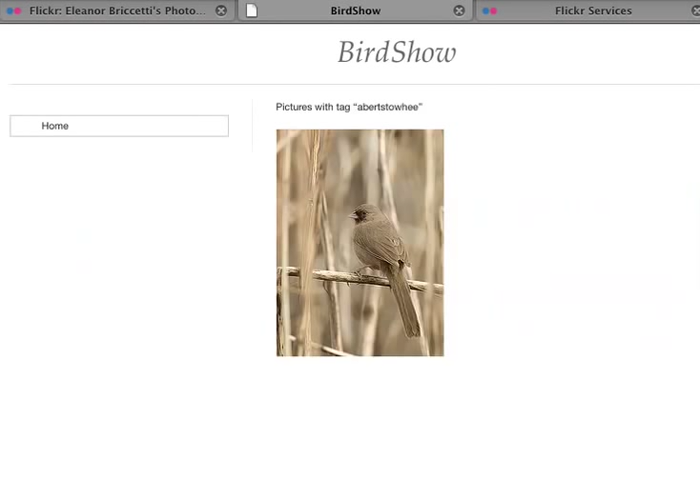 Flickr: Eleanor Briccetti's Photo...
BirdShow
Flickr Services
BirdShow
Pictures with tag “abertstowhee”
Home